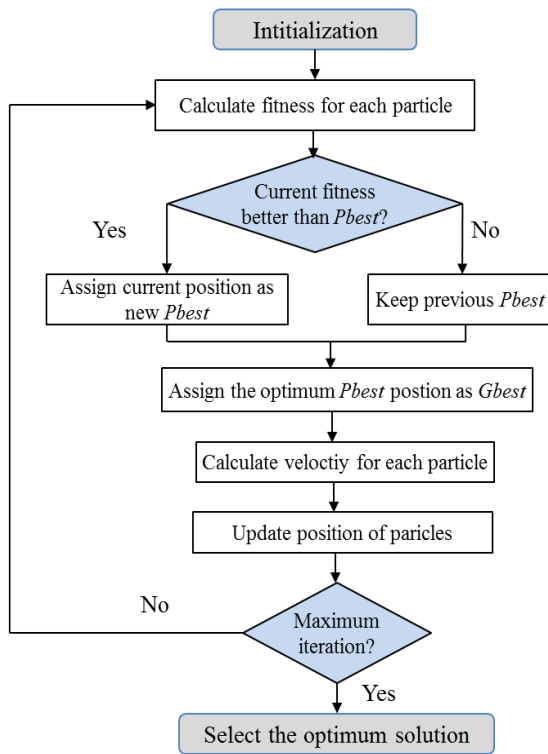 Intitialization
Calculate fitness for each particle
Current fitness
better than Pbest?
Yes
No
Assign current position as
new Pbest
Keep previous Pbest
Assign the optimum Pbest postion as Gbest
Calculate veloctiy for each particle
Update position of paricles
No
Maximum
iteration?
Yes
Select the optimum solution